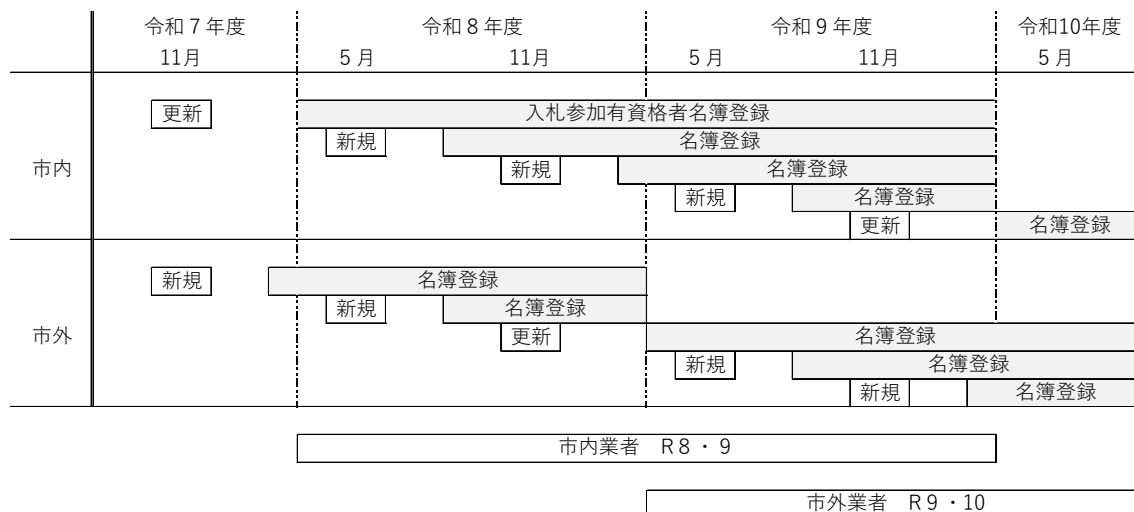 令和７年度 令和８年度 令和９年度 令和10年度
11月 ５月 11月 ５月 11月 ５月
更新 入札参加有資格者名簿登録
新規 名簿登録
市内 新規 名簿登録
新規 名簿登録
更新 名簿登録
新規 名簿登録
新規 名簿登録
市外 更新 名簿登録
新規 名簿登録
新規 名簿登録
市内業者 Ｒ８・９
市外業者 Ｒ９・10